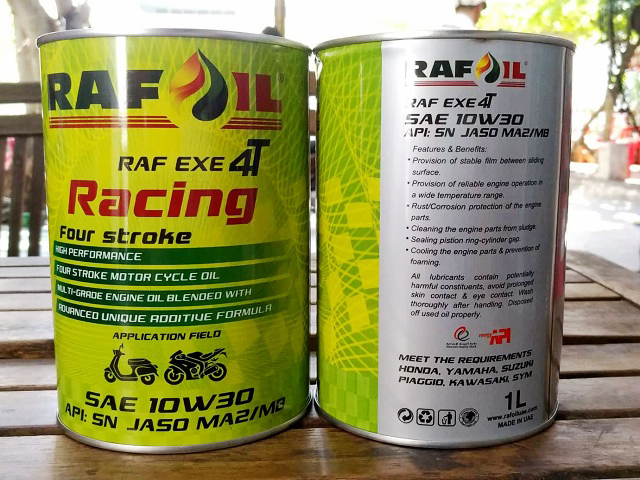 RAF OIL®
RAF EXE 4T
Racing
Four stroke
HIGH PERFORMANCE
FOUR STROKE MOTOR CYCLE OIL
MULTI-GRADE ENGINE OIL BLENDED WITH
ADVANCED UNIQUE ADDITIVE FORMULA
APPLICATION FIELD
SAE 10W30
API: SN JASO MA2/MB
RAF OIL®
RAF EXE 4T
SAE 10W30
API: SN JASO MA2/MB
Features & Benefits:
• Provision of stable film between sliding
surface.
• Provision of reliable engine operation in
a wide temperature range.
• Rust/Corrosion protection of the engine
parts.
• Cleaning the engine parts from sludge.
• Sealing pistion ring-cylinder gap.
• Cooling the engine parts & prevention of
foaming.
All lubricants contain potentially
harmful constituents, avoid prolonged
skin contact & eye contact. Wash
thoroughly after handling. Disposed
off used oil properly.
API
MEET THE REQUIREMENTS
HONDA, YAMAHA, SUZUKI
PIAGGIO, KAWASAKI, SYM
1L
www.rafoiluae.com
MADE IN UAE